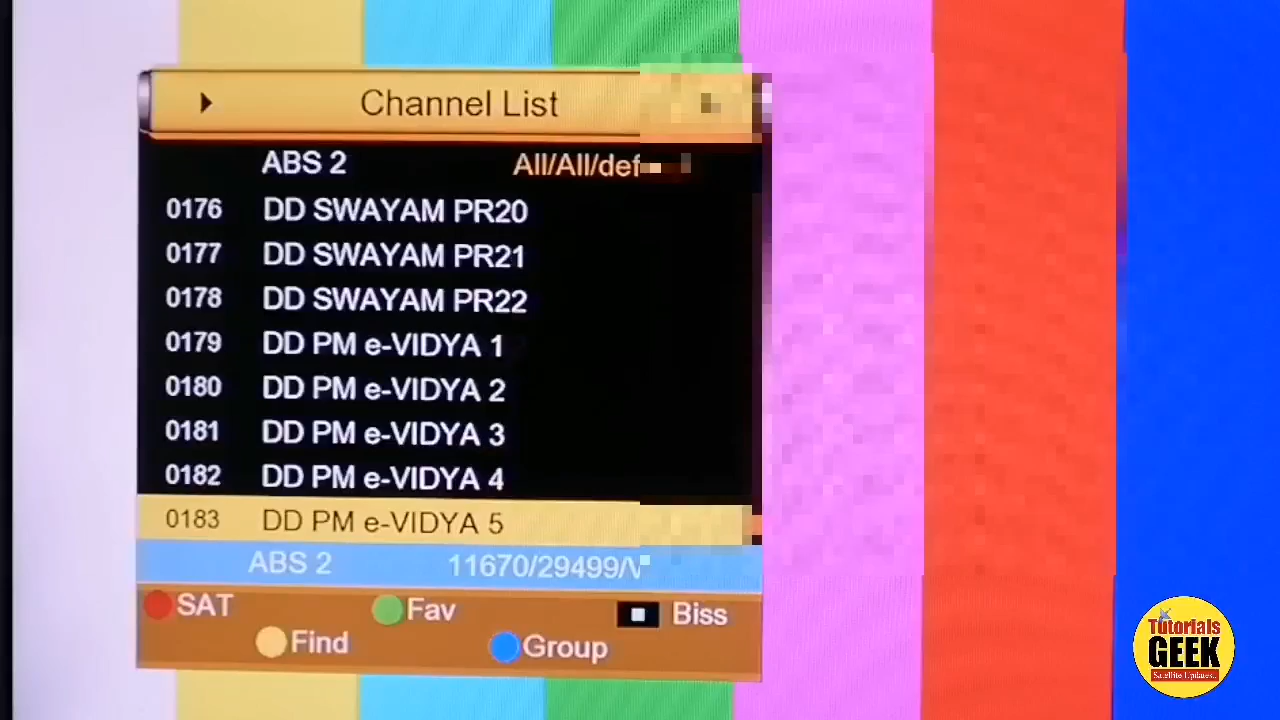 Channel List
ABS 2 All/All/def
0176 DD SWAYAM PR20
0177 DD SWAYAM PR21
0178 DD SWAYAM PR22
0179 DD PM e-VIDYA 1
0180 DD PM e-VIDYA 2
0181 DD PM e-VIDYA 3
0182 DD PM e-VIDYA 4
0183 DD PM e-VIDYA 5
ABS 2 11670/29499/V
SAT Fav Biss
Find Group
Tutorials
GEEK
Satellite Updates..